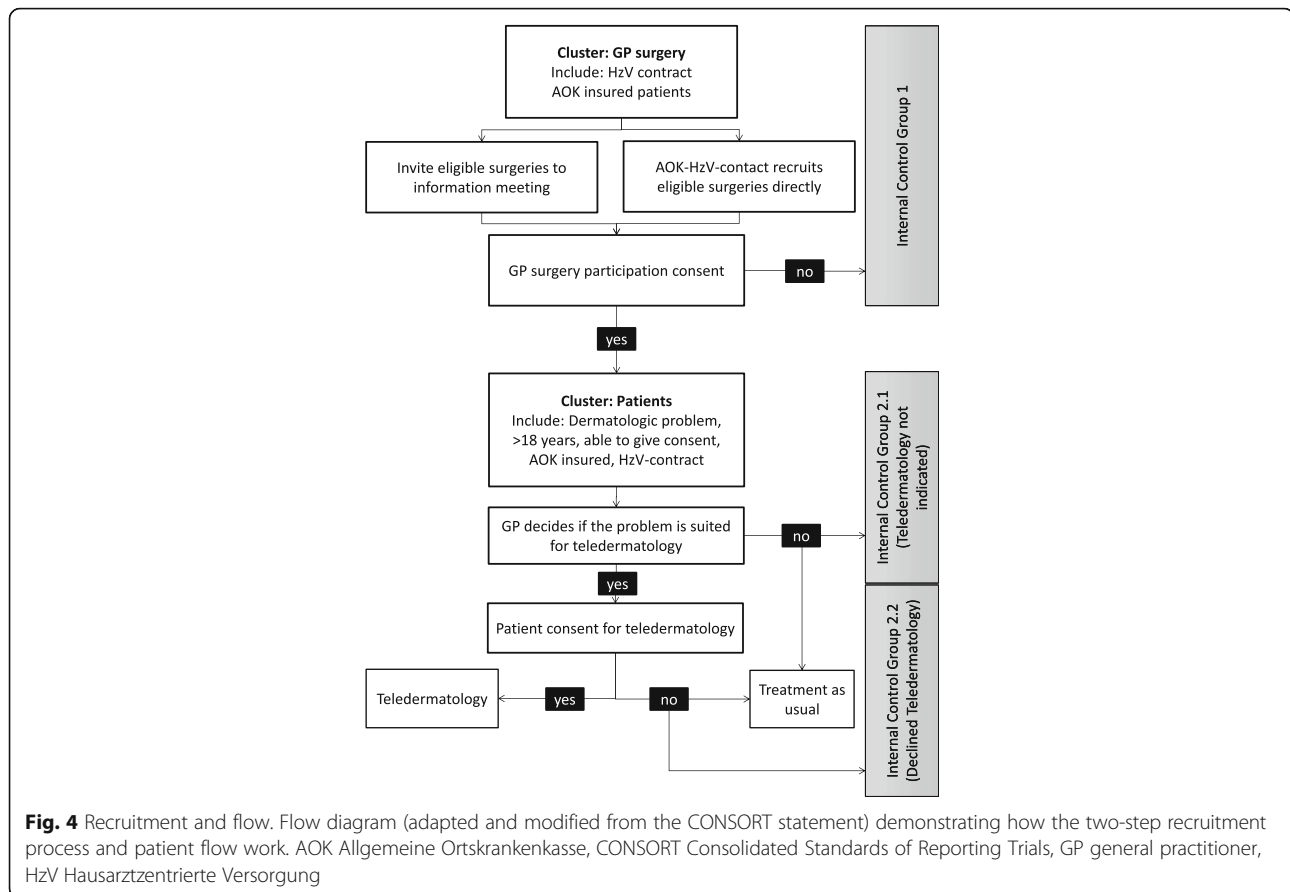 Cluster: GP surgery
Include: HzV contract
AOK insured patients
Invite eligible surgeries to
information meeting
AOK-HzV-contact recruits
eligible surgeries directly
GP surgery participation consent
no
Internal Control Group 1
yes
Cluster: Patients
Include: Dermatologic problem,
>18 years, able to give consent,
AOK insured, HzV-contract
GP decides if the problem is suited
for teledermatology
no
Internal Control Group 2.1
(Teledermatology not
indicated)
yes
Patient consent for teledermatology
Teledermatology
yes
no
Treatment as
usual
Internal Control Group 2.2
(Declined Teledermatology)
Fig. 4 Recruitment and flow. Flow diagram (adapted and modified from the CONSORT statement) demonstrating how the two-step recruitment
process and patient flow work. AOK Allgemeine Ortskrankenkasse, CONSORT Consolidated Standards of Reporting Trials, GP general practitioner,
HzV Hausarztzentrierte Versorgung